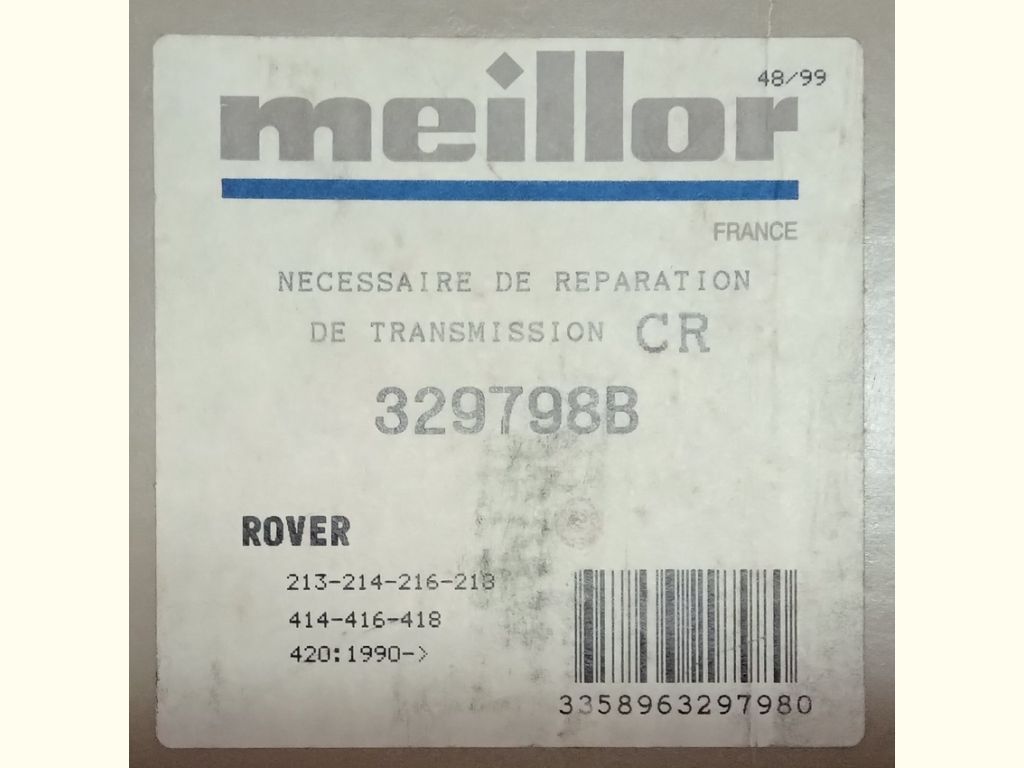 meillor
48/99
FRANCE
NECESSAIRE DE REPARATION
DE TRANSMISSION CR
329798B
ROVER
213-214-216-218
414-416-418
420:1990->
3358963297980